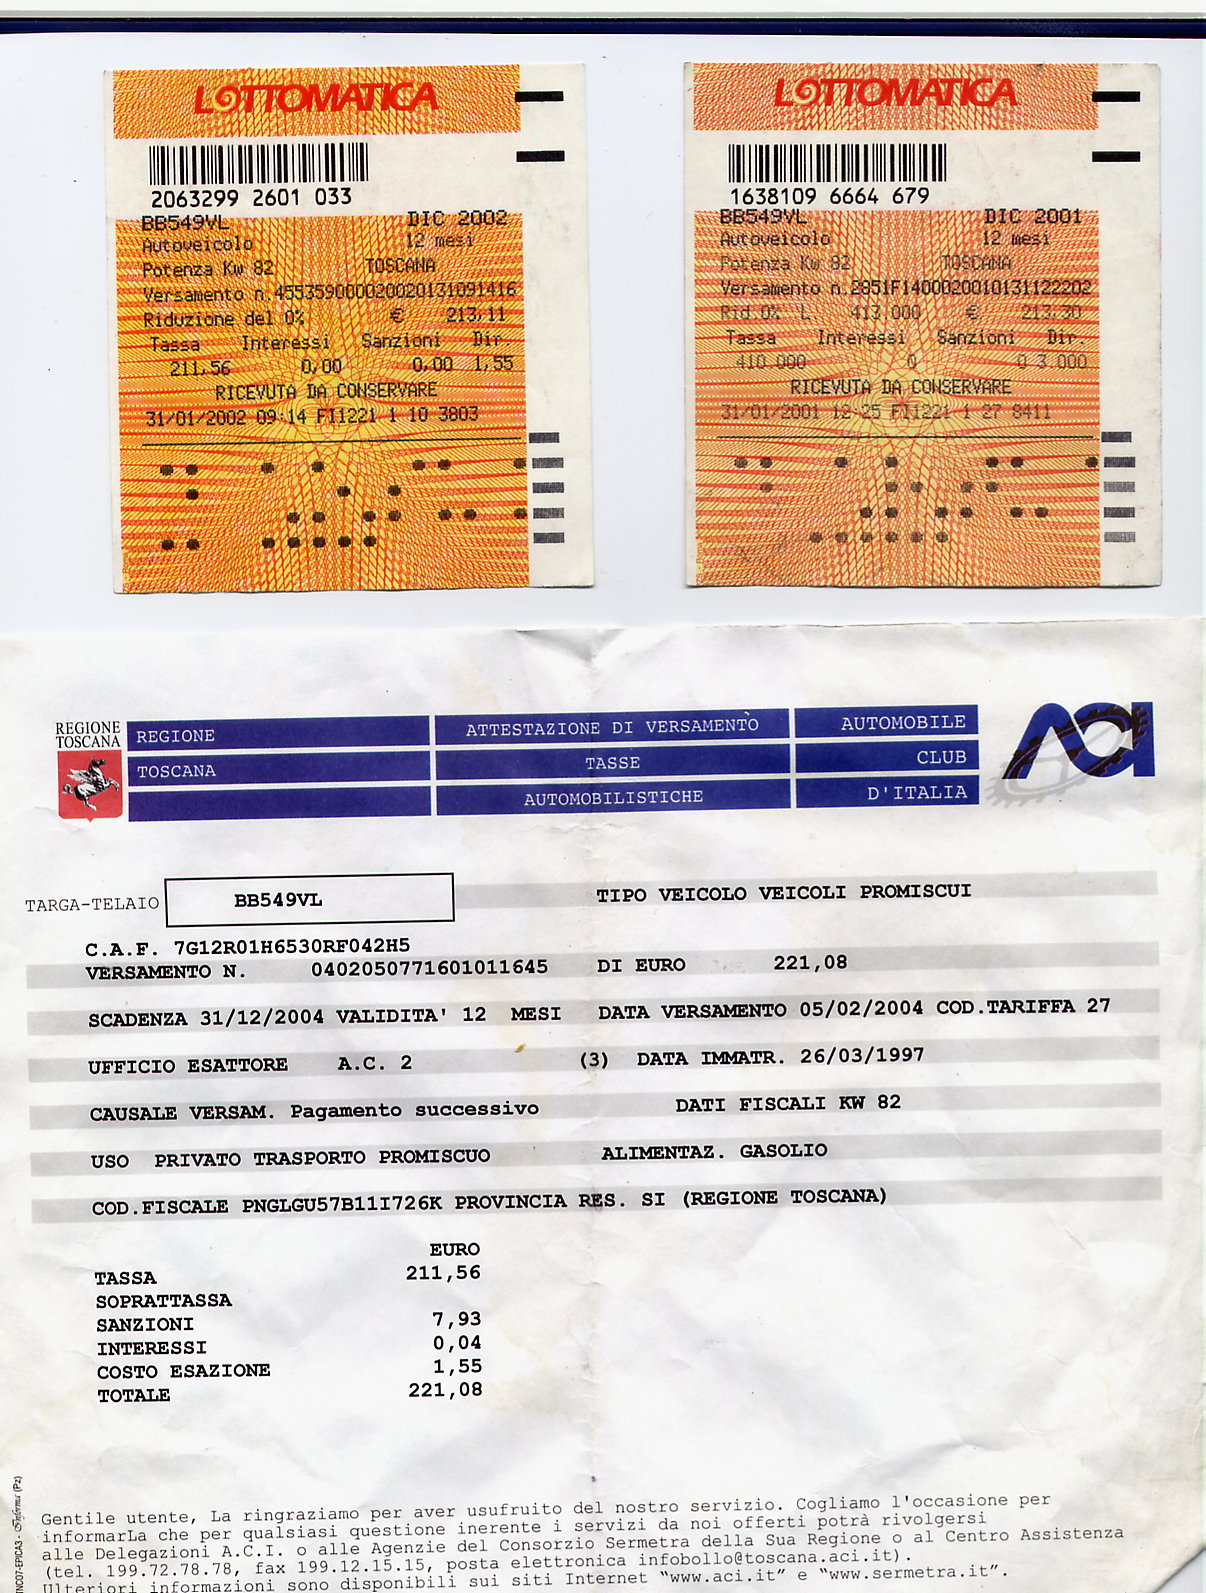 LOTTOMATICA
2063299 2601 033
BB549VL DIC 2002
Autoveicolo 12 mesi
Potenza Kw 82 TOSCANA
Versamento n.455359000020020131091416
Riduzione del 0% € 213,11
Tassa Interessi Sanzioni Dir.
211,56 0,00 0,00 1,55
RICEVUTA DA CONSERVARE
31/01/2002 09:14 FI1221 1 10 3803
LOTTOMATICA
1638109 6664 679
BB549VL DIC 2001
Autoveicolo 12 mesi
Potenza Kw 82 TOSCANA
Versamento n.2851F1400020010131122202
Rid.0% L. 413.000 € 213,30
Tassa Interessi Sanzioni Dir.
410.000 0 0 3.000
RICEVUTA DA CONSERVARE
31/01/2001 12:25 FI1221 1 27 8411
REGIONE TOSCANA
REGIONE ATTESTAZIONE DI VERSAMENTO AUTOMOBILE
TOSCANA TASSE CLUB
AUTOMOBILISTICHE D'ITALIA
ACI
TARGA-TELAIO BB549VL TIPO VEICOLO VEICOLI PROMISCUI
C.A.F. 7G12R01H6530RF042H5
VERSAMENTO N. 0402050771601011645 DI EURO 221,08
SCADENZA 31/12/2004 VALIDITA' 12 MESI DATA VERSAMENTO 05/02/2004 COD.TARIFFA 27
UFFICIO ESATTORE A.C. 2 (3) DATA IMMATR. 26/03/1997
CAUSALE VERSAM. Pagamento successivo DATI FISCALI KW 82
USO PRIVATO TRASPORTO PROMISCUO ALIMENTAZ. GASOLIO
COD.FISCALE PNGLGU57B11I726K PROVINCIA RES. SI (REGIONE TOSCANA)
EURO
TASSA 211,56
SOPRATTASSA
SANZIONI 7,93
INTERESSI 0,04
COSTO ESAZIONE 1,55
TOTALE 221,08
Gentile utente, La ringraziamo per aver usufruito del nostro servizio. Cogliamo l'occasione per
informarLa che per qualsiasi questione inerente i servizi da noi offerti potrà rivolgersi
alle Delegazioni A.C.I. o alle Agenzie del Consorzio Sermetra della Sua Regione o al Centro Assistenza
(tel. 199.72.78.78, fax 199.12.15.15, posta elettronica infobollo@toscana.aci.it).
Ulteriori informazioni sono disponibili sui siti Internet "www.aci.it" e "www.sermetra.it".